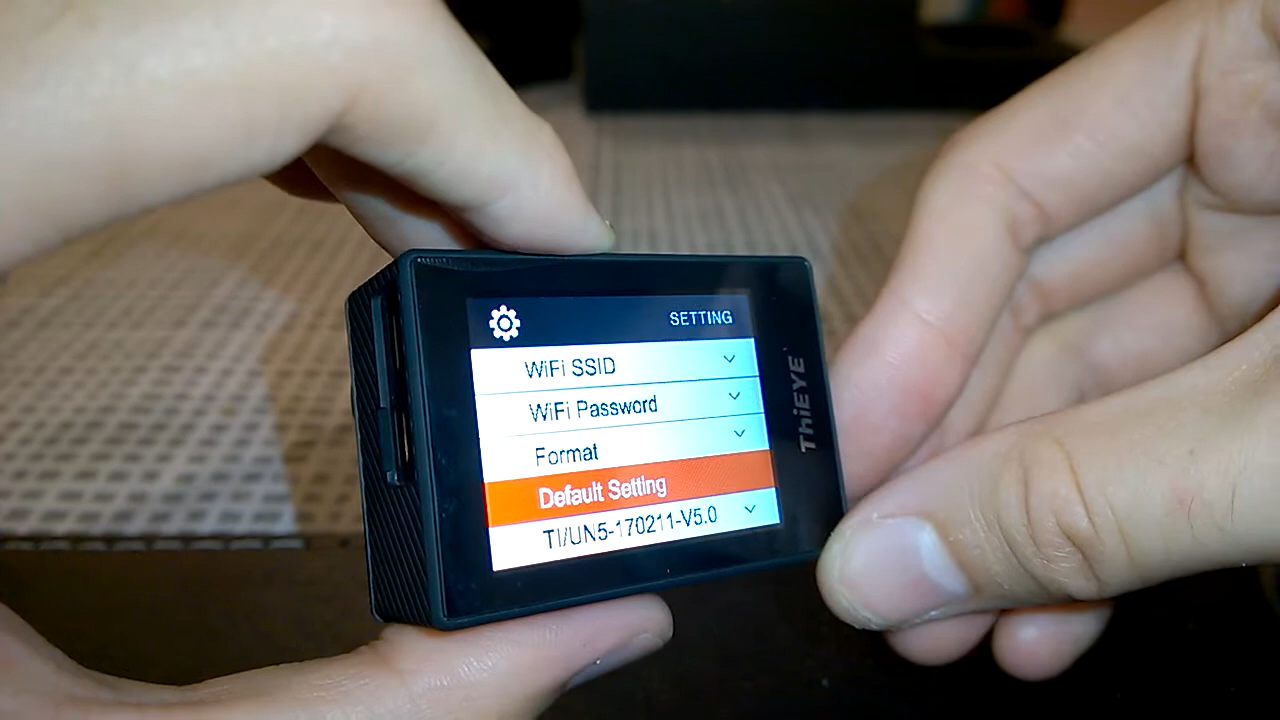 SETTING
WiFi SSID
WiFi Password
Format
Default Setting
TI/UN5-170211-V5.0
ThiEYE